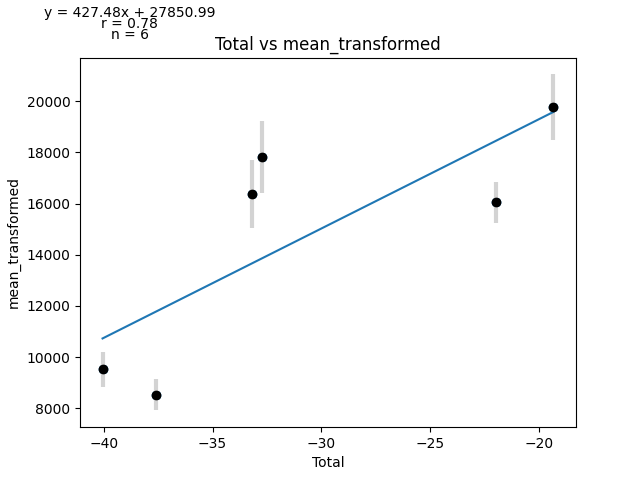 y = 427.48x + 27850.99
r = 0.78
n = 6
Total vs mean_transformed
20000
18000
16000
14000
12000
10000
8000
mean_transformed
−40
−35
−30
−25
−20
Total